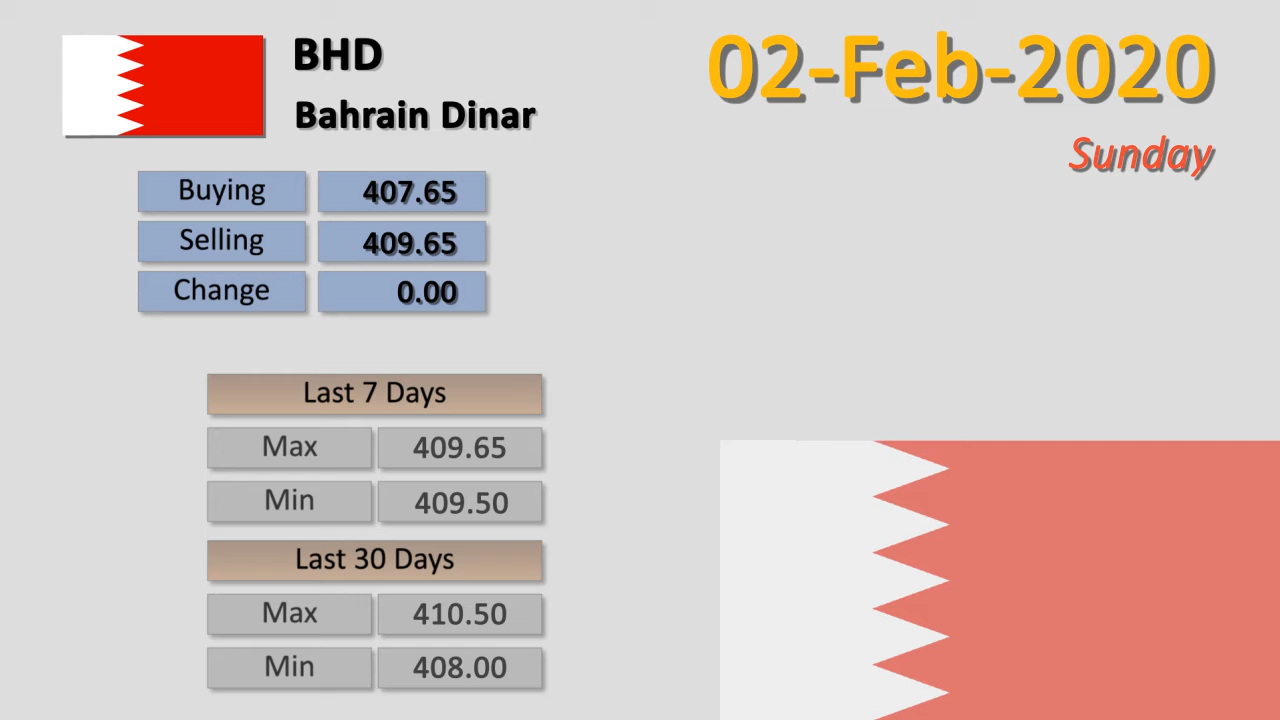 BHD
Bahrain Dinar
02-Feb-2020
Sunday
Buying 407.65
Selling 409.65
Change 0.00
Last 7 Days
Max 409.65
Min 409.50
Last 30 Days
Max 410.50
Min 408.00